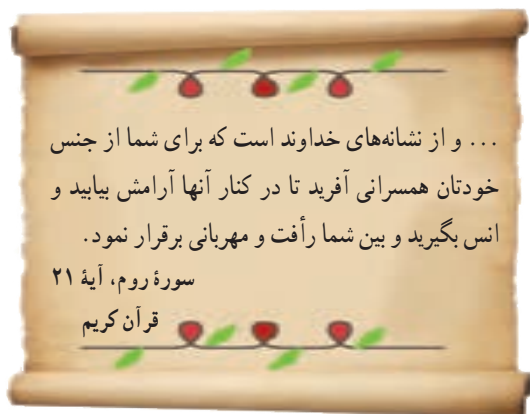 ... و از نشانه‌های خداوند است که برای شما از جنس
خودتان همسرانی آفرید تا در کنار آنها آرامش بیابید و
انس بگیرید و بین شما رأفت و مهربانی برقرار نمود.
سورهٔ روم، آیهٔ ۲۱
قرآن کریم